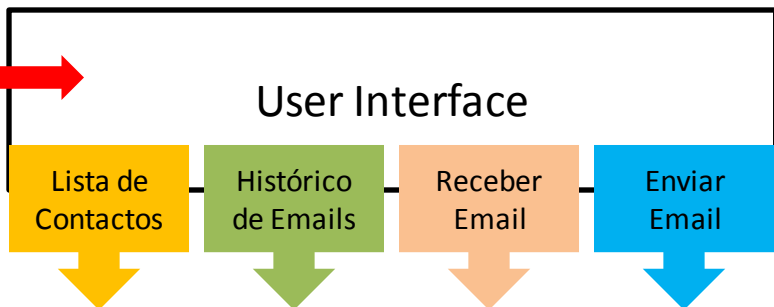 User Interface
Lista de
Contactos
Histórico
de Emails
Receber
Email
Enviar
Email